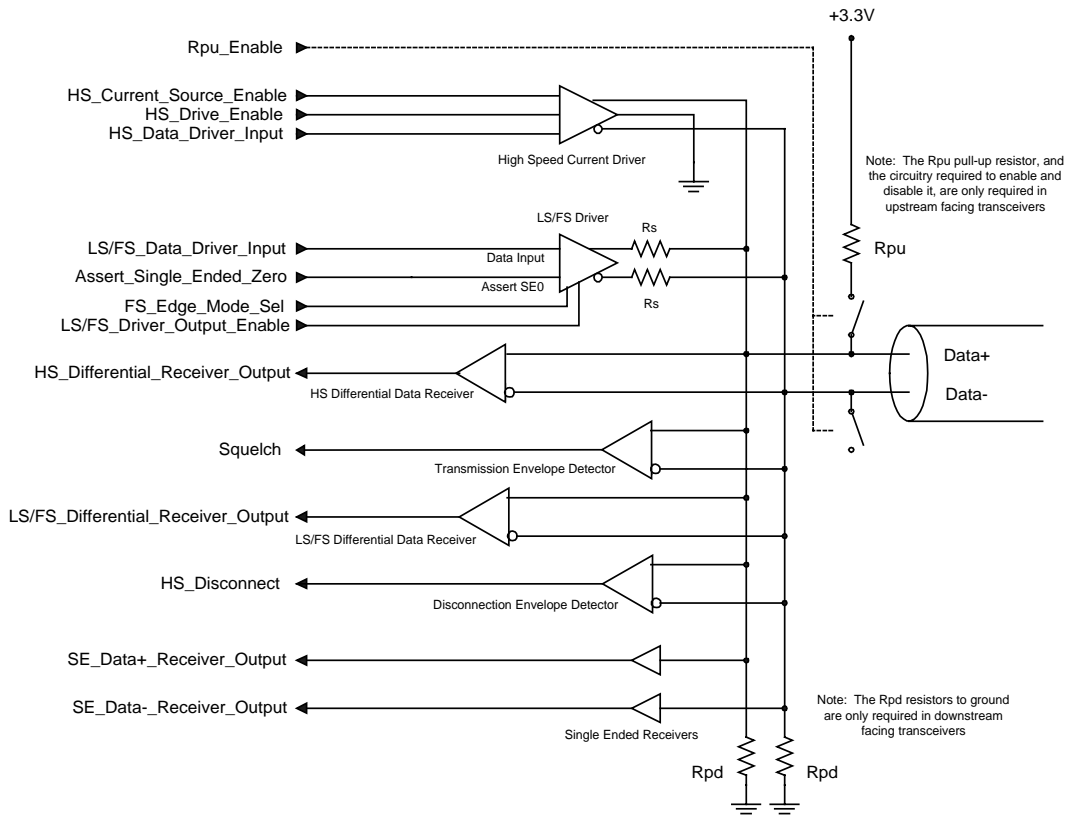 +3.3V
Rpu_Enable
HS_Current_Source_Enable
HS_Drive_Enable
HS_Data_Driver_Input
High Speed Current Driver
Note: The Rpu pull-up resistor, and
the circuitry required to enable and
disable it, are only required in
upstream facing transceivers
LS/FS Driver
Rs
LS/FS_Data_Driver_Input
Data Input
Rpu
Assert_Single_Ended_Zero
Assert SE0
Rs
FS_Edge_Mode_Sel
LS/FS_Driver_Output_Enable
Data+
HS_Differential_Receiver_Output
HS Differential Data Receiver
Data-
Squelch
Transmission Envelope Detector
LS/FS_Differential_Receiver_Output
LS/FS Differential Data Receiver
HS_Disconnect
Disconnection Envelope Detector
SE_Data+_Receiver_Output
SE_Data-_Receiver_Output
Single Ended Receivers
Note: The Rpd resistors to ground
are only required in downstream
facing transceivers
Rpd
Rpd